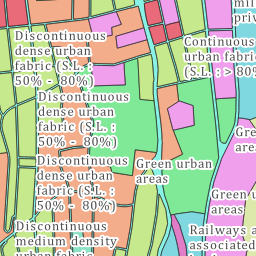 Discontinuous
dense urban
fabric (S.L. :
50% - 80%)
Continuous
urban fabric
(S.L. : > 80%
Discontinuous
dense urban
fabric (S.L. :
50% - 80%)
Discontinuous
dense urban
fabric (S.L. :
50% - 80%)
Green urban
areas
Green u
areas
Discontinuous
medium density
urban fabric
Railways a
associated